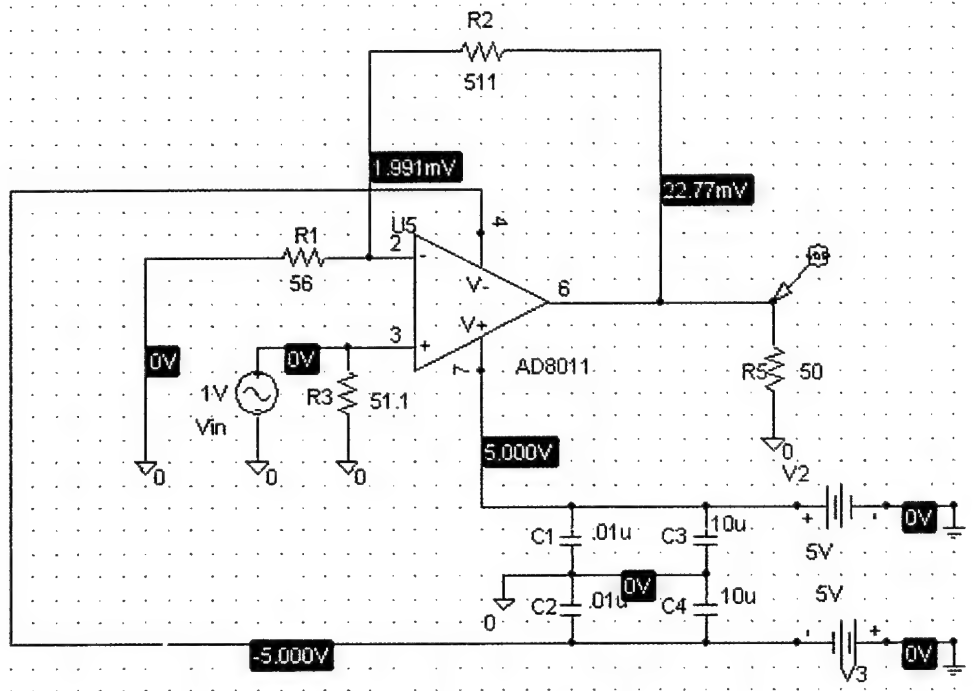 R2
511
1.991mV
22.77mV
U5
4
R1
2
-
56
V-
6
V+
3
+
0V
0V
AD8011
7
R5
50
1V
R3
51.1
Vin
0
0
0
0
5.000V
V2
+
-
0V
C1
.01u
C3
10u
5V
0V
C2
.01u
C4
10u
5V
0
-
+
0V
-5.000V
V3